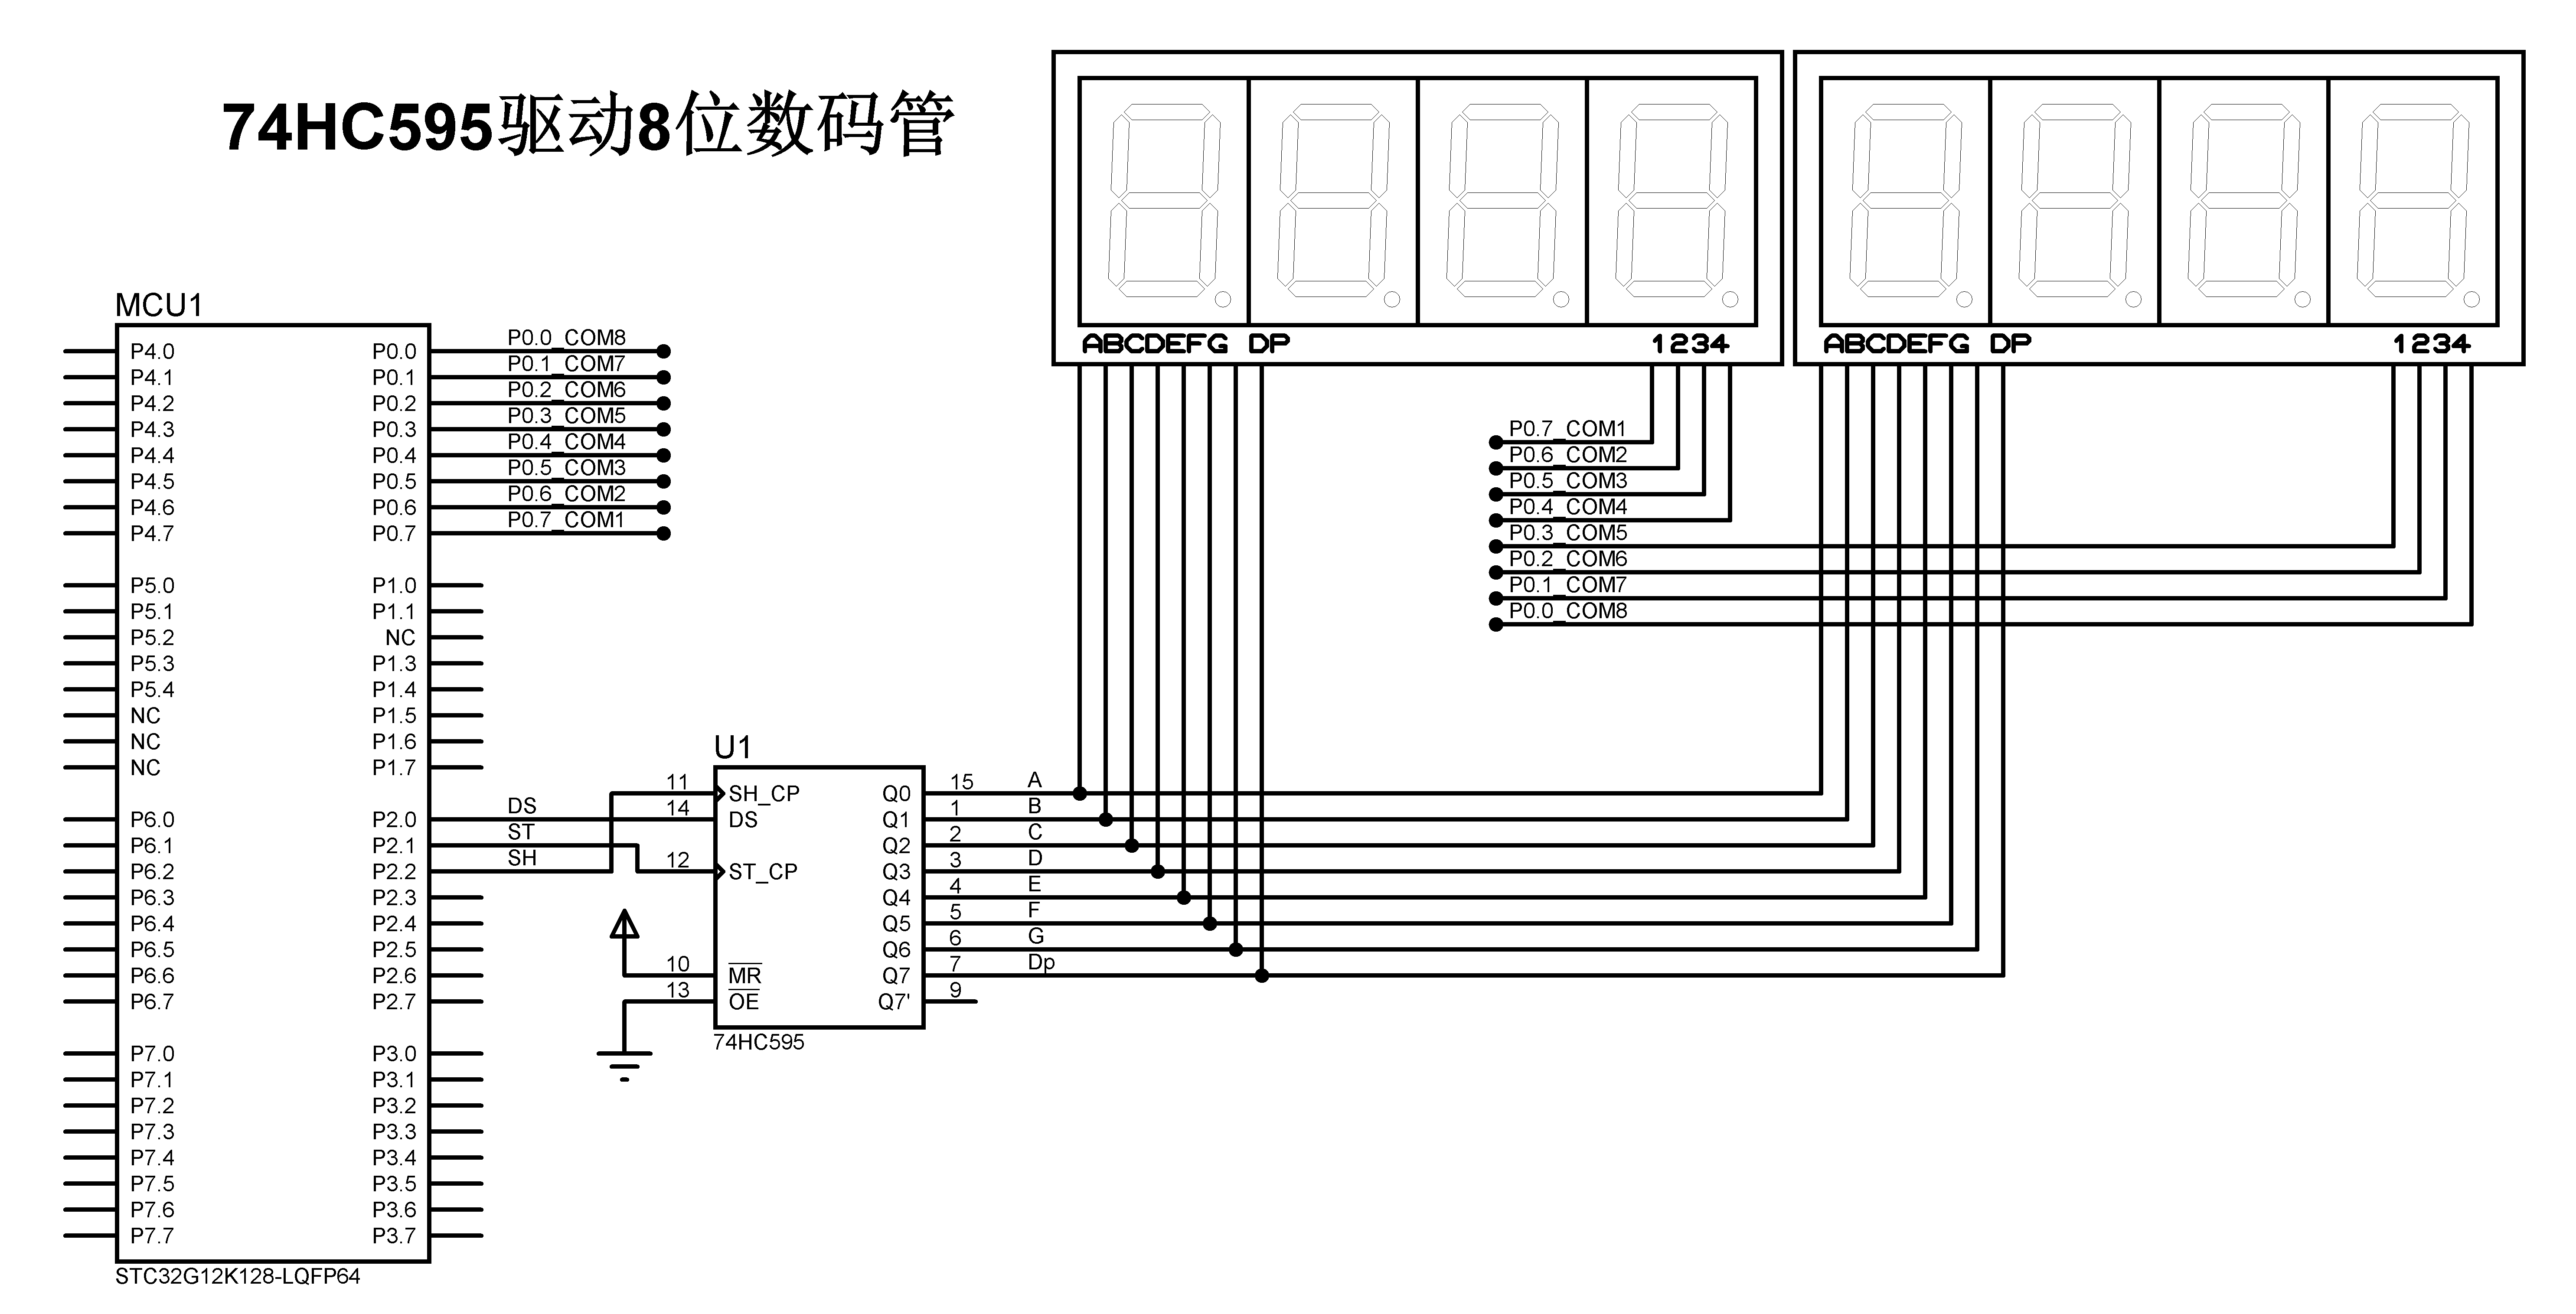 74HC595驱动8位数码管
ABCDEFG DP
1234
ABCDEFG DP
1234
MCU1
P4.0
P4.1
P4.2
P4.3
P4.4
P4.5
P4.6
P4.7
P5.0
P5.1
P5.2
P5.3
P5.4
NC
NC
NC
P6.0
P6.1
P6.2
P6.3
P6.4
P6.5
P6.6
P6.7
P7.0
P7.1
P7.2
P7.3
P7.4
P7.5
P7.6
P7.7
P0.0
P0.1
P0.2
P0.3
P0.4
P0.5
P0.6
P0.7
P1.0
P1.1
NC
P1.3
P1.4
P1.5
P1.6
P1.7
P2.0
P2.1
P2.2
P2.3
P2.4
P2.5
P2.6
P2.7
P3.0
P3.1
P3.2
P3.3
P3.4
P3.5
P3.6
P3.7
STC32G12K128-LQFP64
P0.0_COM8
P0.1_COM7
P0.2_COM6
P0.3_COM5
P0.4_COM4
P0.5_COM3
P0.6_COM2
P0.7_COM1
P0.7_COM1
P0.6_COM2
P0.5_COM3
P0.4_COM4
P0.3_COM5
P0.2_COM6
P0.1_COM7
P0.0_COM8
DS
ST
SH
U1
11
14
12
10
13
SH_CP
DS
ST_CP
MR
OE
Q0
Q1
Q2
Q3
Q4
Q5
Q6
Q7
Q7'
15
1
2
3
4
5
6
7
9
A
B
C
D
E
F
G
Dp
74HC595